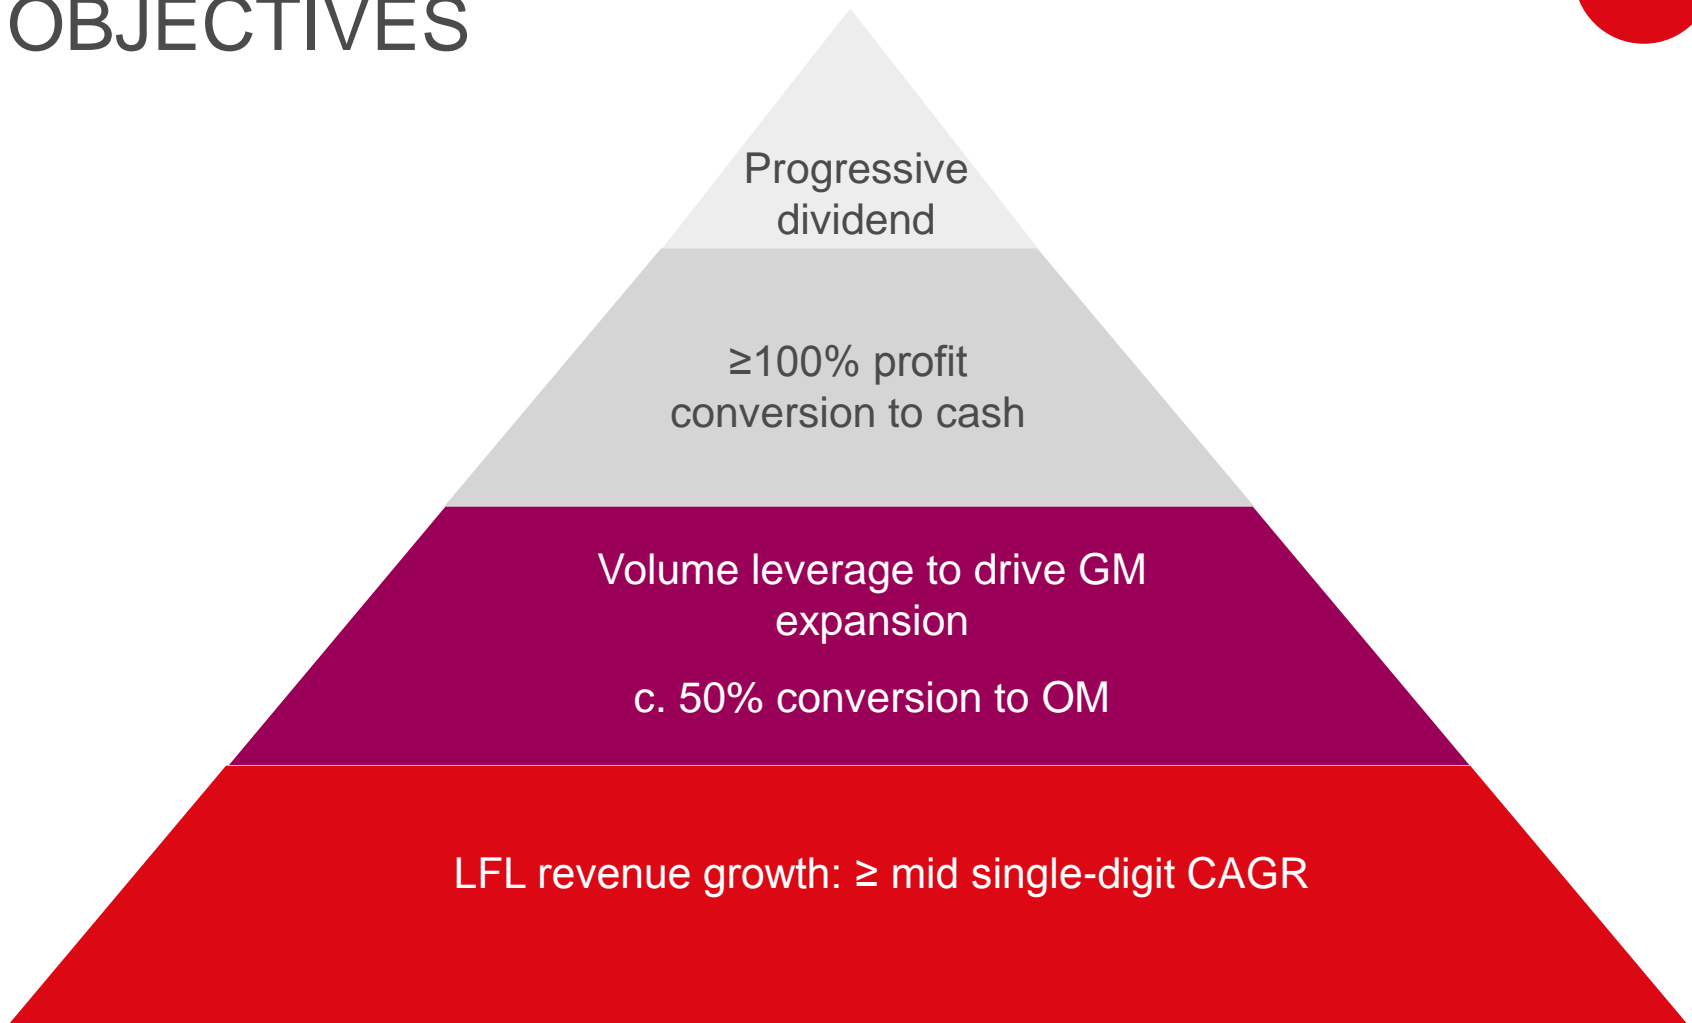 OBJECTIVES
Progressive
dividend
≥100% profit
conversion to cash
Volume leverage to drive GM
expansion
c. 50% conversion to OM
LFL revenue growth: ≥ mid single-digit CAGR